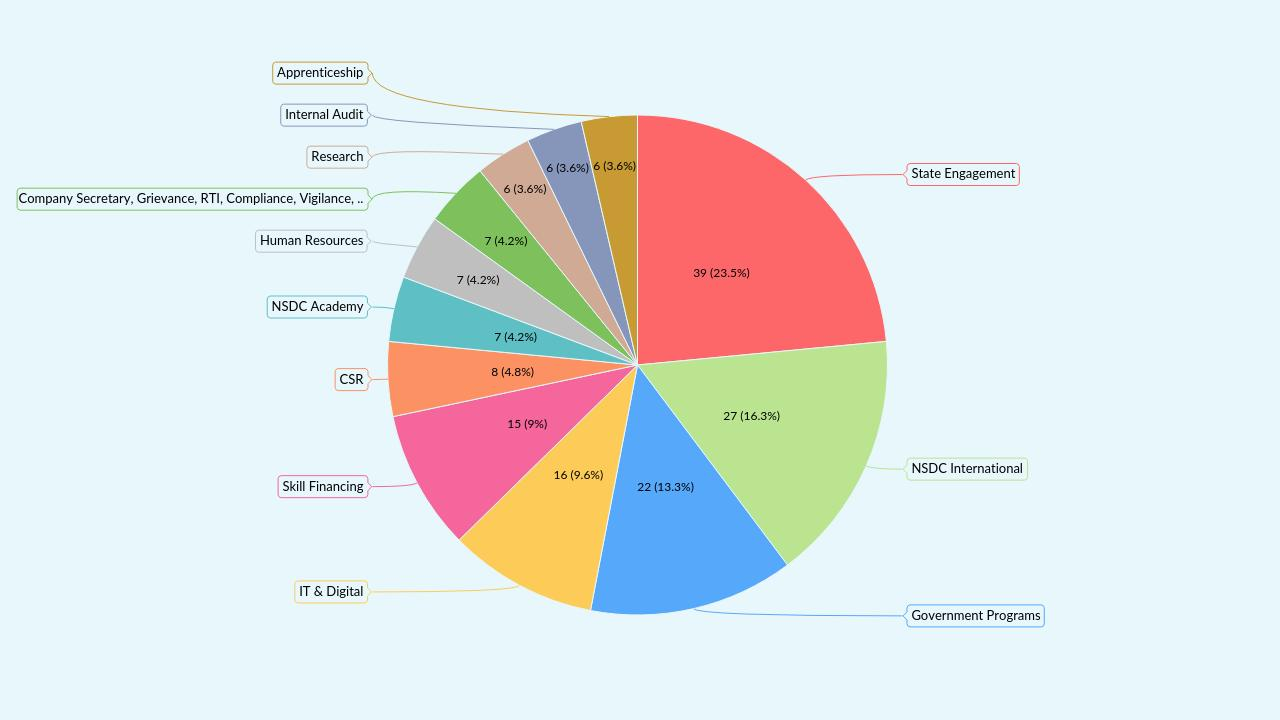 Apprenticeship
Internal Audit
Research
Company Secretary, Grievance, RTI, Compliance, Vigilance, ..
Human Resources
NSDC Academy
CSR
Skill Financing
IT & Digital
State Engagement
NSDC International
Government Programs
6 (3.6%)
6 (3.6%)
6 (3.6%)
7 (4.2%)
7 (4.2%)
7 (4.2%)
8 (4.8%)
15 (9%)
16 (9.6%)
22 (13.3%)
27 (16.3%)
39 (23.5%)